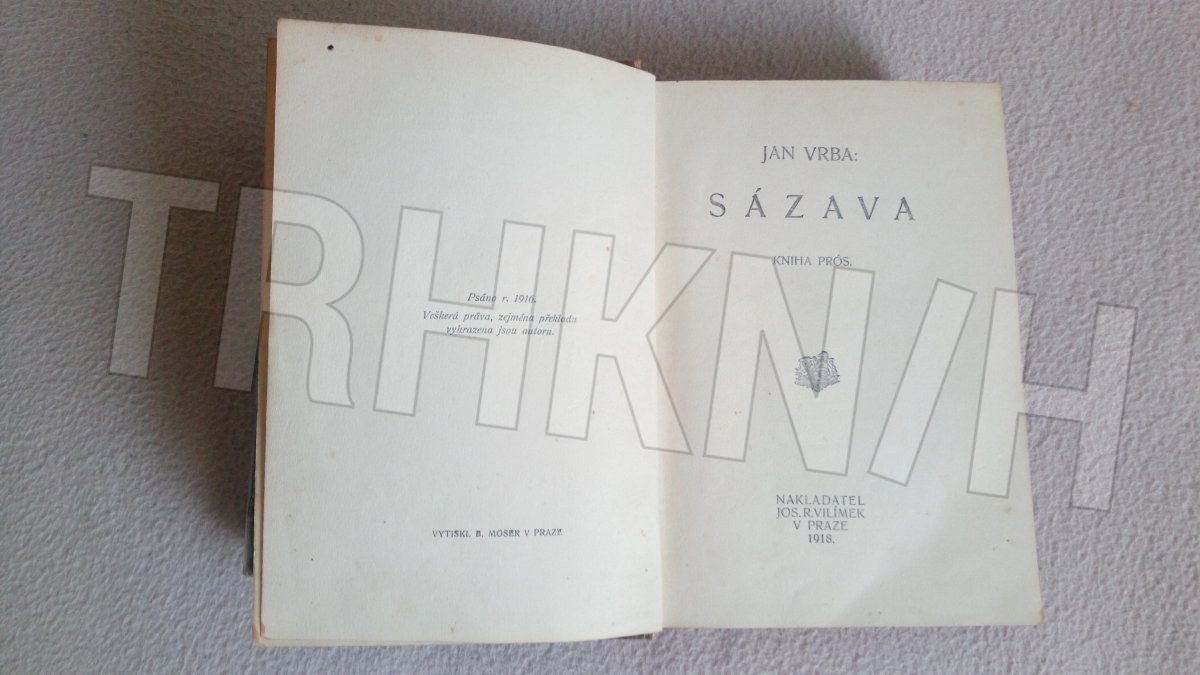 Psáno r. 1916.
Veškerá práva, zejména překladu
vyhrazena jsou autoru.
VYTISKL B. MOSER V PRAZE
JAN VRBA:
SÁZAVA
KNIHA PRÓS.
NAKLADATEL
JOS. R. VILÍMEK
V PRAZE
1918.
TRHKNIH